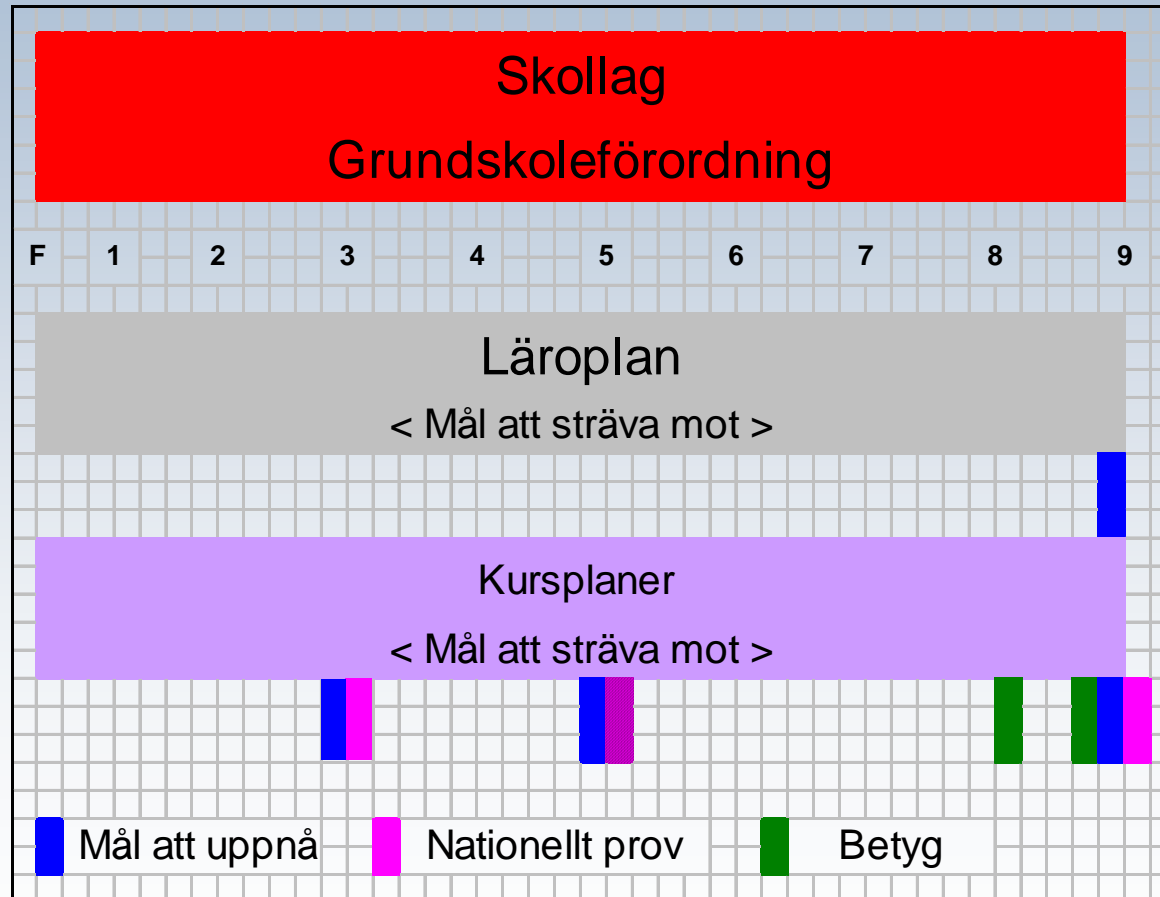 Skollag
Grundskoleförordning
F 1 2 3 4 5 6 7 8 9
Läroplan
< Mål att sträva mot >
Kursplaner
< Mål att sträva mot >
Mål att uppnå Nationellt prov Betyg